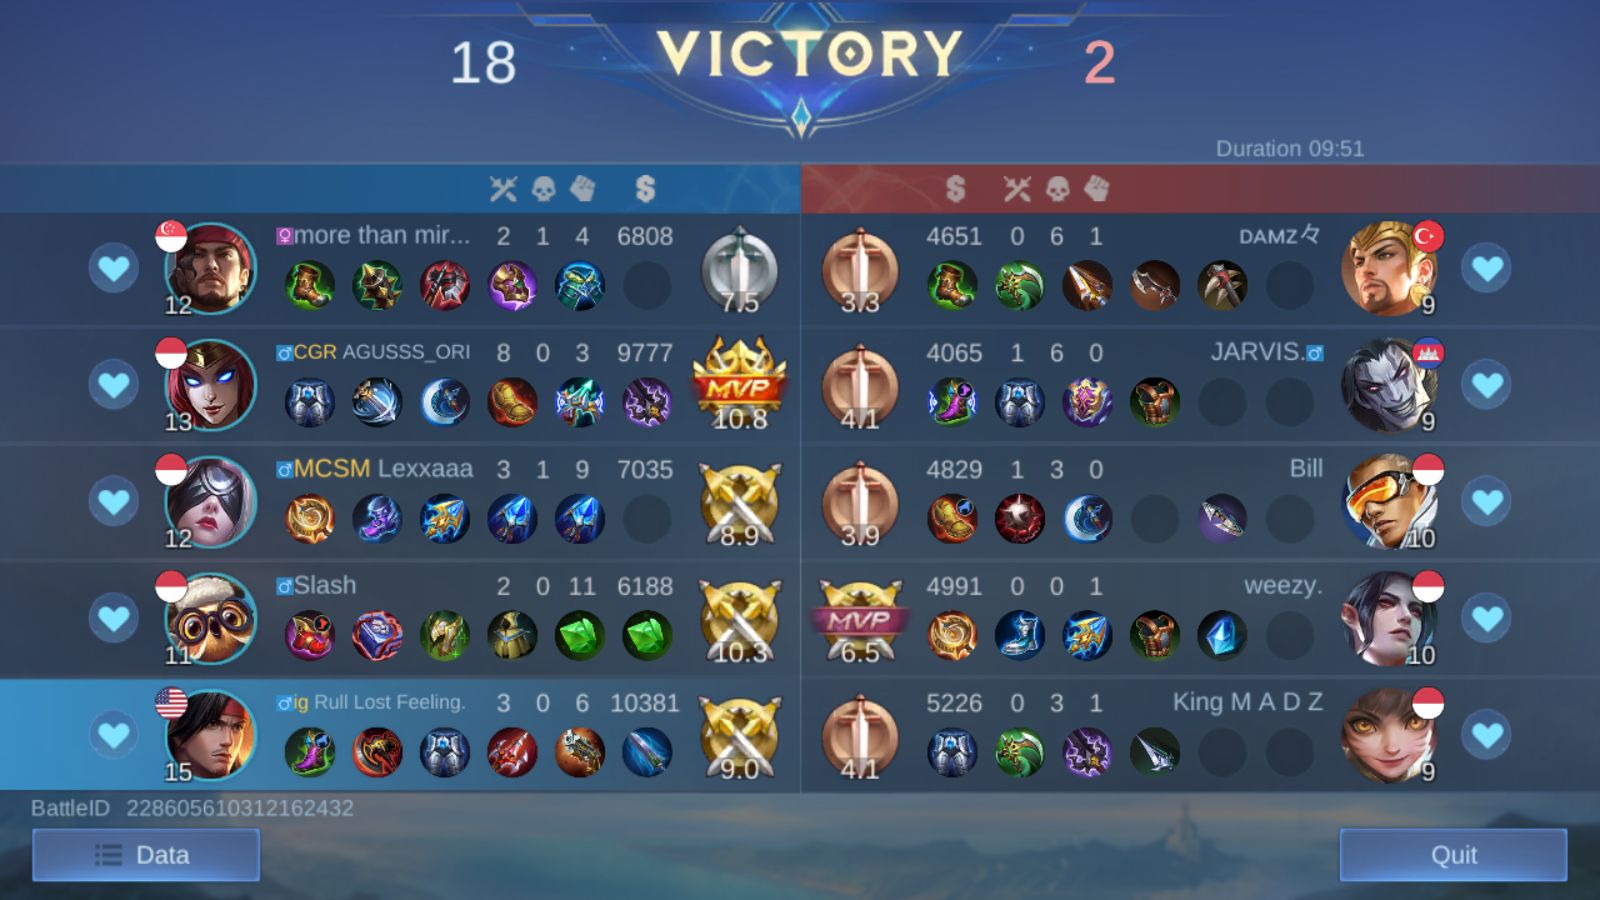 18 VICTORY 2
Duration 09:51
more than mir... 2 1 4 6808
12 7.5
CGR AGUSSS_ORI 8 0 3 9777
MVP
13 10.8
MCSM Lexxaaa 3 1 9 7035
12 8.9
Slash 2 0 11 6188
11 10.3
ig Rull Lost Feeling. 3 0 6 10381
15 9.0
4651 0 6 1 DAMZ々
3.3 9
4065 1 6 0 JARVIS.
4.1 9
4829 1 3 0 Bill
3.9 10
4991 0 0 1 weezy.
MVP
6.5 10
5226 0 3 1 King M A D Z
4.1 9
BattleID 228605610312162432
Data
Quit